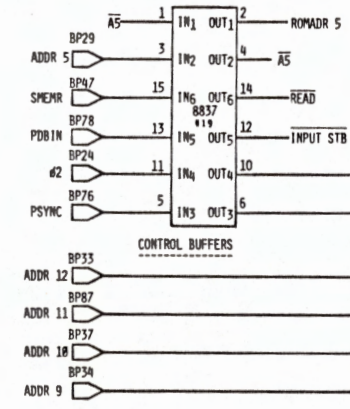 A5 1 IN1 OUT1 2 ROMADR 5
BP29
ADDR 5 3 IN2 OUT2 4 A5
BP47
SMEMR 15 IN6 OUT6 14 READ
8837
#19
BP78
PDBIN 13 IN5 OUT5 12 INPUT STB
BP24
ø2 11 IN4 OUT4 10
BP76
PSYNC 5 IN3 OUT3 6
CONTROL BUFFERS
BP33
ADDR 12
BP87
ADDR 11
BP37
ADDR 10
BP34
ADDR 9